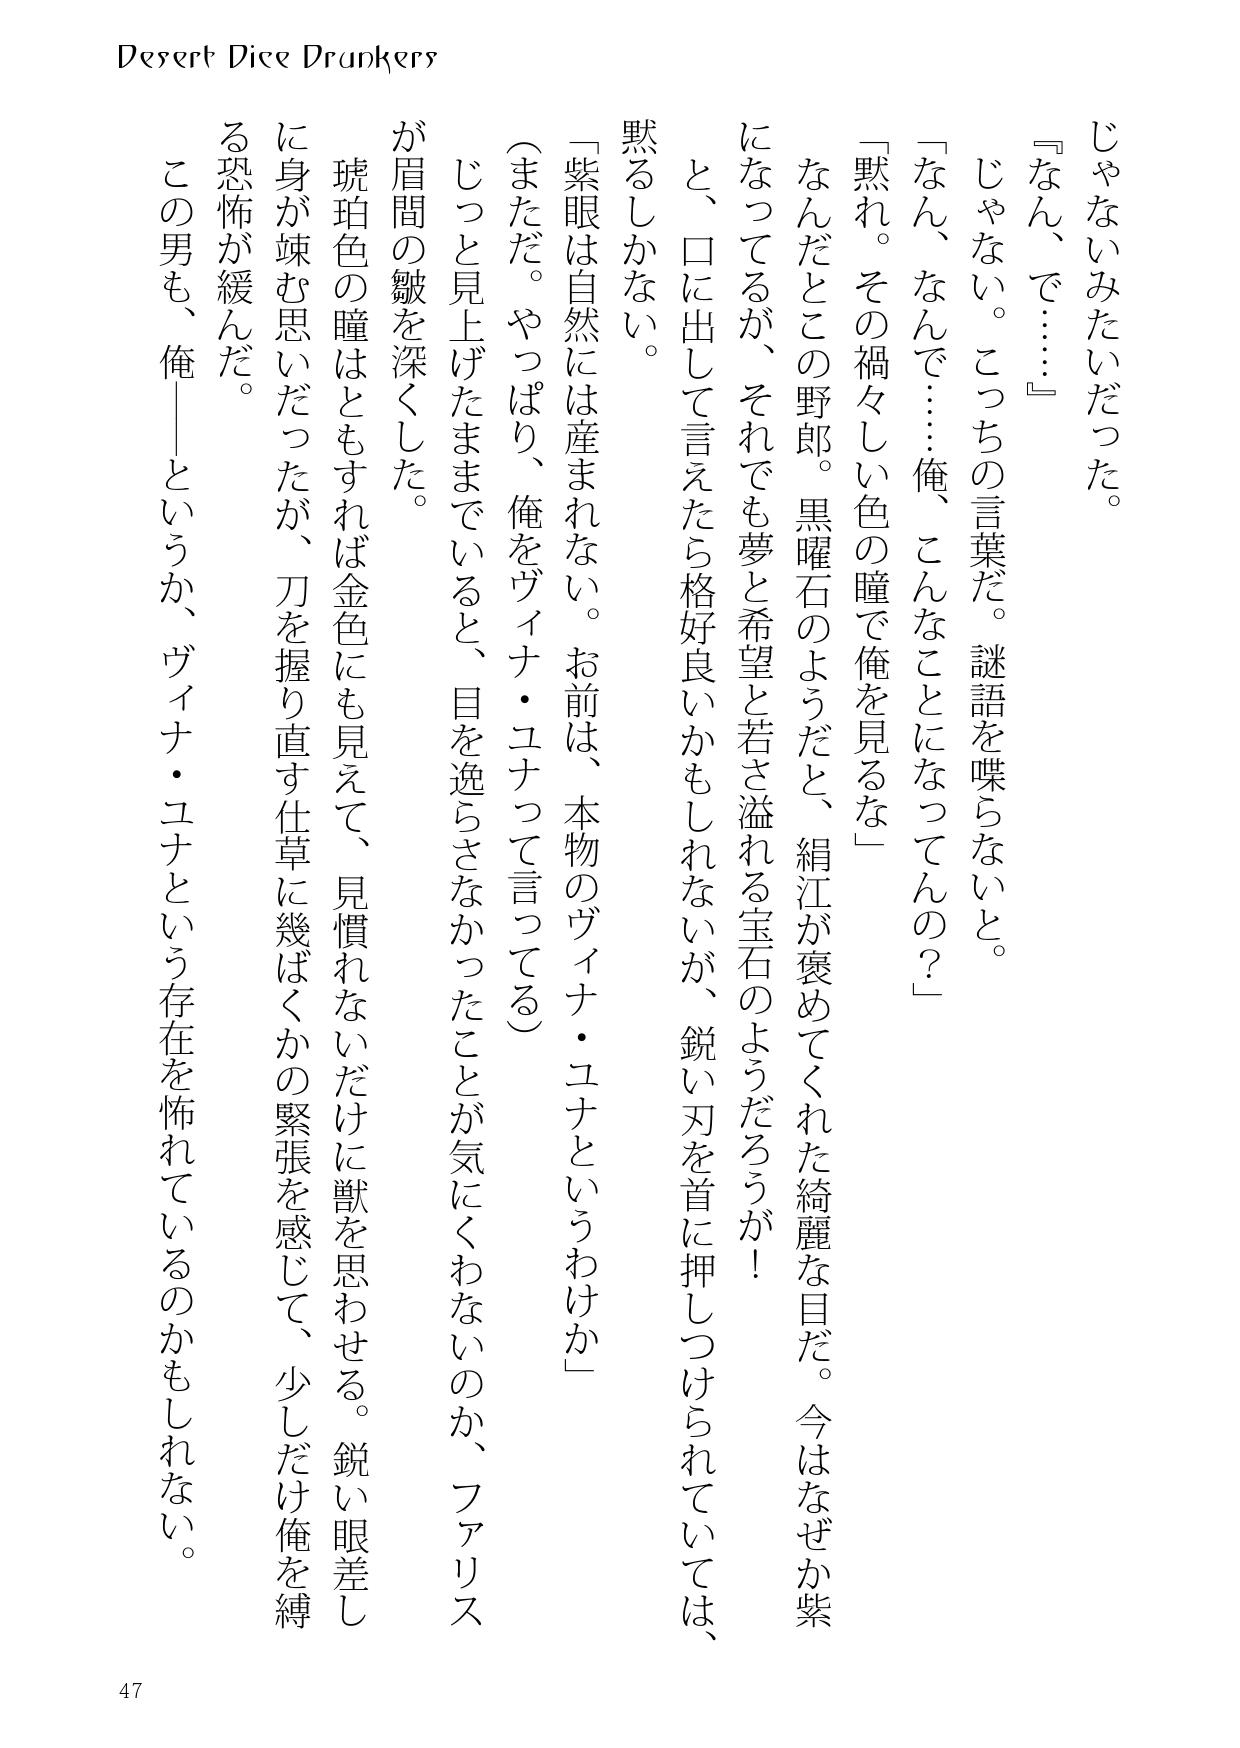 Desert Dice Drunkers
じゃないみたいだった。
『なん、で……』
　じゃない。こっちの言葉だ。謎語を喋らないと。
「なん、なんで……俺、こんなことになってんの？」
「黙れ。その禍々しい色の瞳で俺を見るな」
　なんだとこの野郎。黒曜石のようだと、絹江が褒めてくれた綺麗な目だ。今はなぜか紫
になってるが、それでも夢と希望と若さ溢れる宝石のようだろうが！
　と、口に出して言えたら格好良いかもしれないが、鋭い刃を首に押しつけられていては、
黙るしかない。
「紫眼は自然には産まれない。お前は、本物のヴィナ・ユナというわけか」
（まただ。やっぱり、俺をヴィナ・ユナって言ってる）
　じっと見上げたままでいると、目を逸らさなかったことが気にくわないのか、ファリス
が眉間の皺を深くした。
　琥珀色の瞳はともすれば金色にも見えて、見慣れないだけに獣を思わせる。鋭い眼差し
に身が竦む思いだったが、刀を握り直す仕草に幾ばくかの緊張を感じて、少しだけ俺を縛
る恐怖が緩んだ。
　この男も、俺――というか、ヴィナ・ユナという存在を怖れているのかもしれない。
47